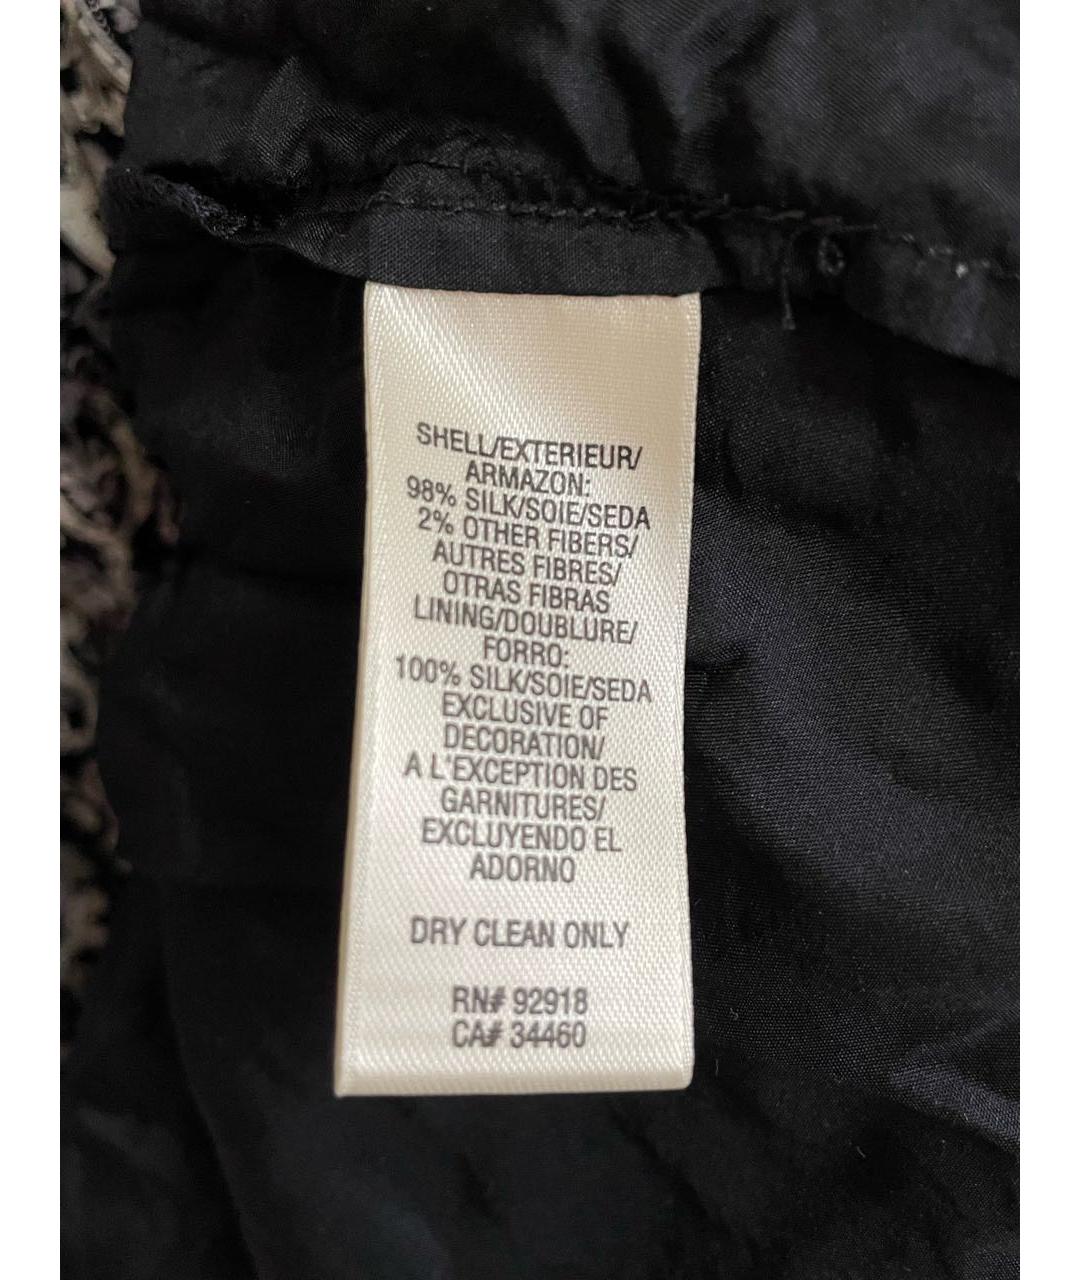 SHELL/EXTERIEUR/
ARMAZON:
98% SILK/SOIE/SEDA
2% OTHER FIBERS/
AUTRES FIBRES/
OTRAS FIBRAS
LINING/DOUBLURE/
FORRO:
100% SILK/SOIE/SEDA
EXCLUSIVE OF
DECORATION/
A L'EXCEPTION DES
GARNITURES/
EXCLUYENDO EL
ADORNO
DRY CLEAN ONLY
RN# 92918
CA# 34460